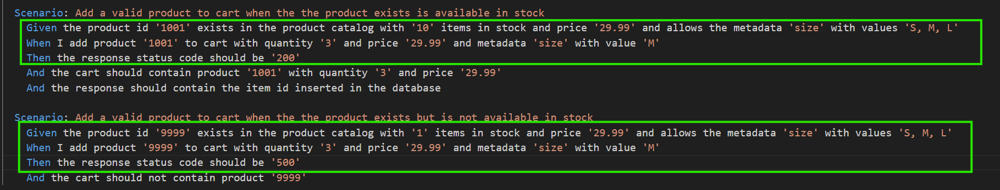 Scenario: Add a valid product to cart when the the product exists is available in stock
Given the product id '1001' exists in the product catalog with '10' items in stock and price '29.99' and allows the metadata 'size' with values 'S, M, L'
When I add product '1001' to cart with quantity '3' and price '29.99' and metadata 'size' with value 'M'
Then the response status code should be '200'
And the cart should contain product '1001' with quantity '3' and price '29.99'
And the response should contain the item id inserted in the database
Scenario: Add a valid product to cart when the the product exists but is not available in stock
Given the product id '9999' exists in the product catalog with '1' items in stock and price '29.99' and allows the metadata 'size' with values 'S, M, L'
When I add product '9999' to cart with quantity '3' and price '29.99' and metadata 'size' with value 'M'
Then the response status code should be '500'
And the cart should not contain product '9999'